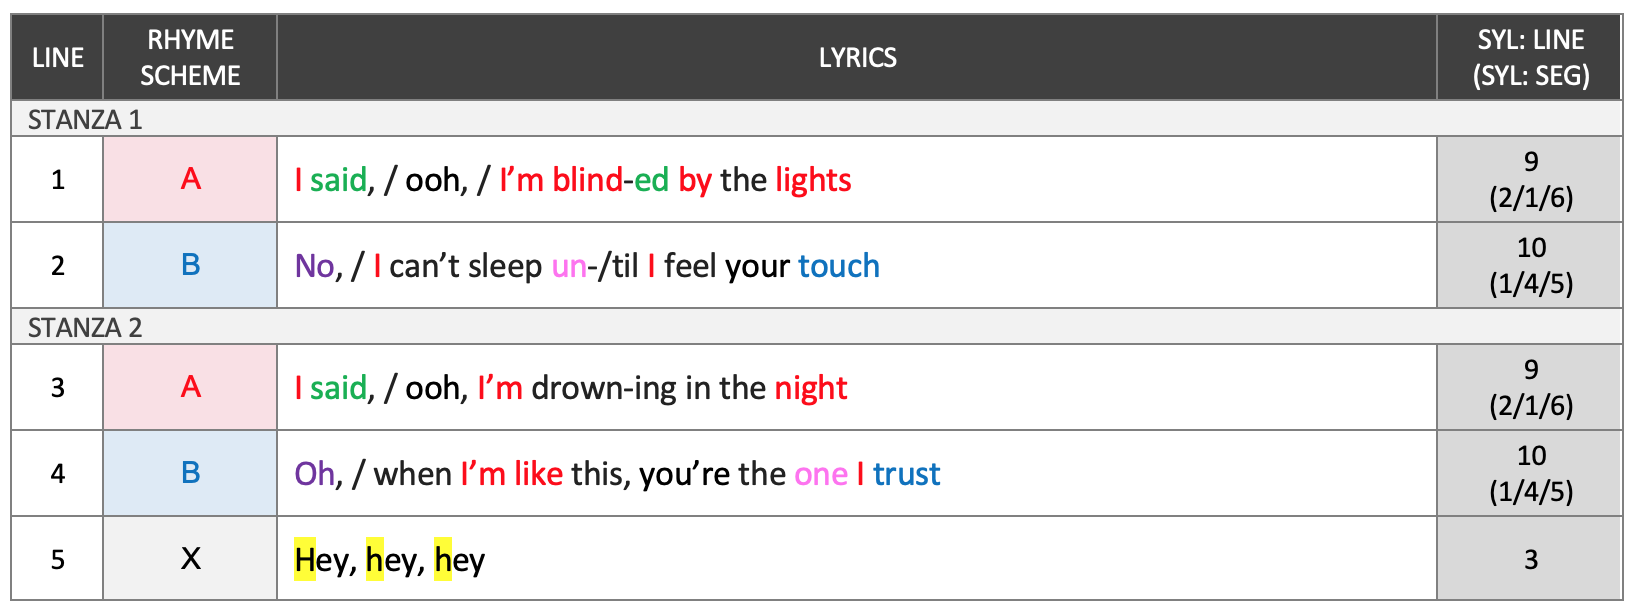 LINE
RHYME
SCHEME
LYRICS
SYL: LINE
(SYL: SEG)
STANZA 1
1
A
I said, / ooh, / I’m blind-ed by the lights
9
(2/1/6)
2
B
No, / I can’t sleep un-/til I feel your touch
10
(1/4/5)
STANZA 2
3
A
I said, / ooh, I’m drown-ing in the night
9
(2/1/6)
4
B
Oh, / when I’m like this, you’re the one I trust
10
(1/4/5)
5
X
Hey, hey, hey
3